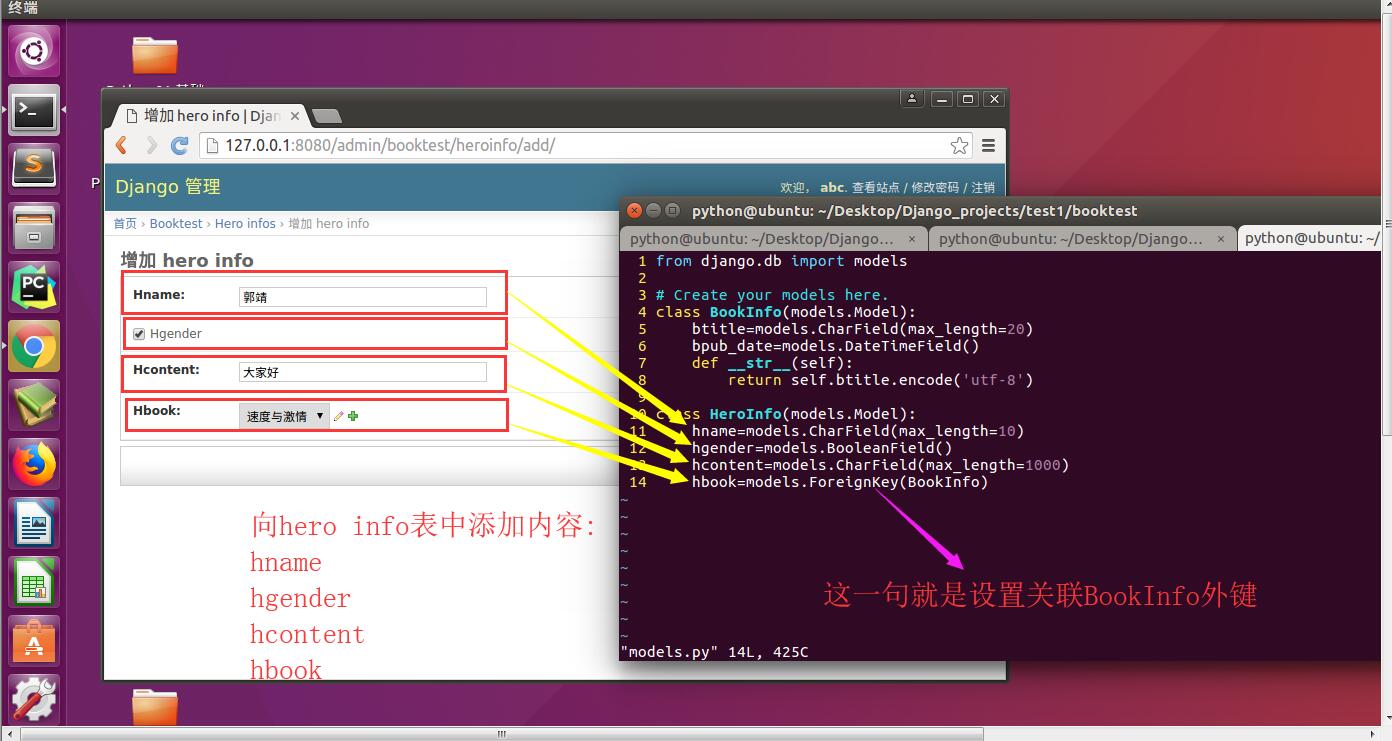 终端
增加 hero info | Djan
127.0.0.1:8080/admin/booktest/heroinfo/add/
Django 管理
欢迎， abc. 查看站点 / 修改密码 / 注销
首页 › Booktest › Hero infos › 增加 hero info
增加 hero info
Hname:
郭靖
Hgender
Hcontent:
大家好
Hbook:
速度与激情
向hero info表中添加内容:
hname
hgender
hcontent
hbook
python@ubuntu: ~/Desktop/Django_projects/test1/booktest
python@ubuntu: ~/Desktop/Django... × python@ubuntu: ~/Desktop/Django... × python@ubuntu: ~/
1 from django.db import models
2
3 # Create your models here.
4 class BookInfo(models.Model):
5     btitle=models.CharField(max_length=20)
6     bpub_date=models.DateTimeField()
7     def __str__(self):
8         return self.btitle.encode('utf-8')
9
10 class HeroInfo(models.Model):
11     hname=models.CharField(max_length=10)
12     hgender=models.BooleanField()
13     hcontent=models.CharField(max_length=1000)
14     hbook=models.ForeignKey(BookInfo)
~
~
~
~
~
~
~
~
~
这一句就是设置关联BookInfo外键
"models.py" 14L, 425C